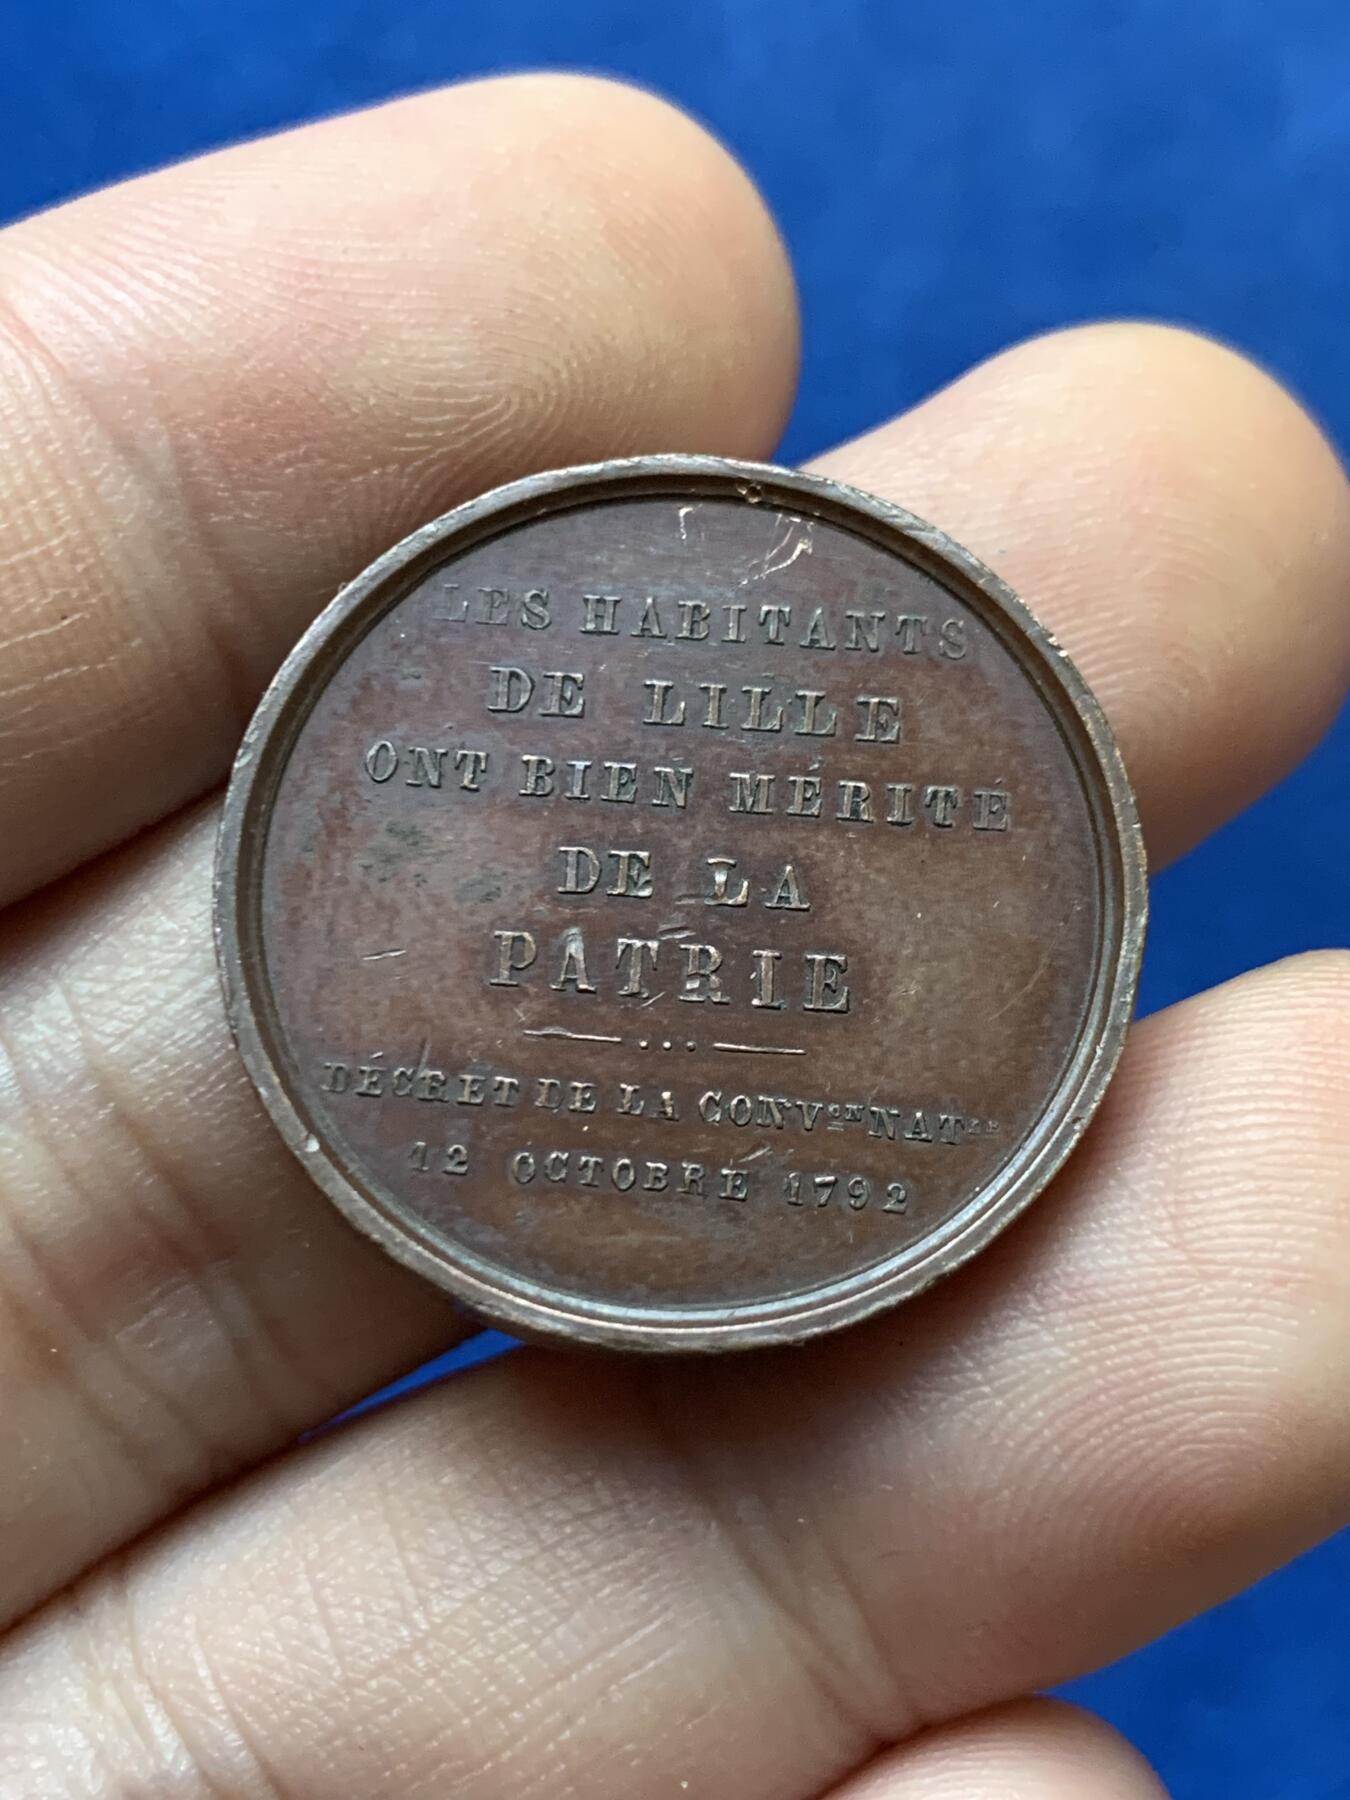 LES HABITANTS
DE LILLE
ONT BIEN MÉRITÉ
DE LA
PATRIE
DÉCRET DE LA CONVᵒⁿ NATˡᵉ
12 OCTOBRE 1792